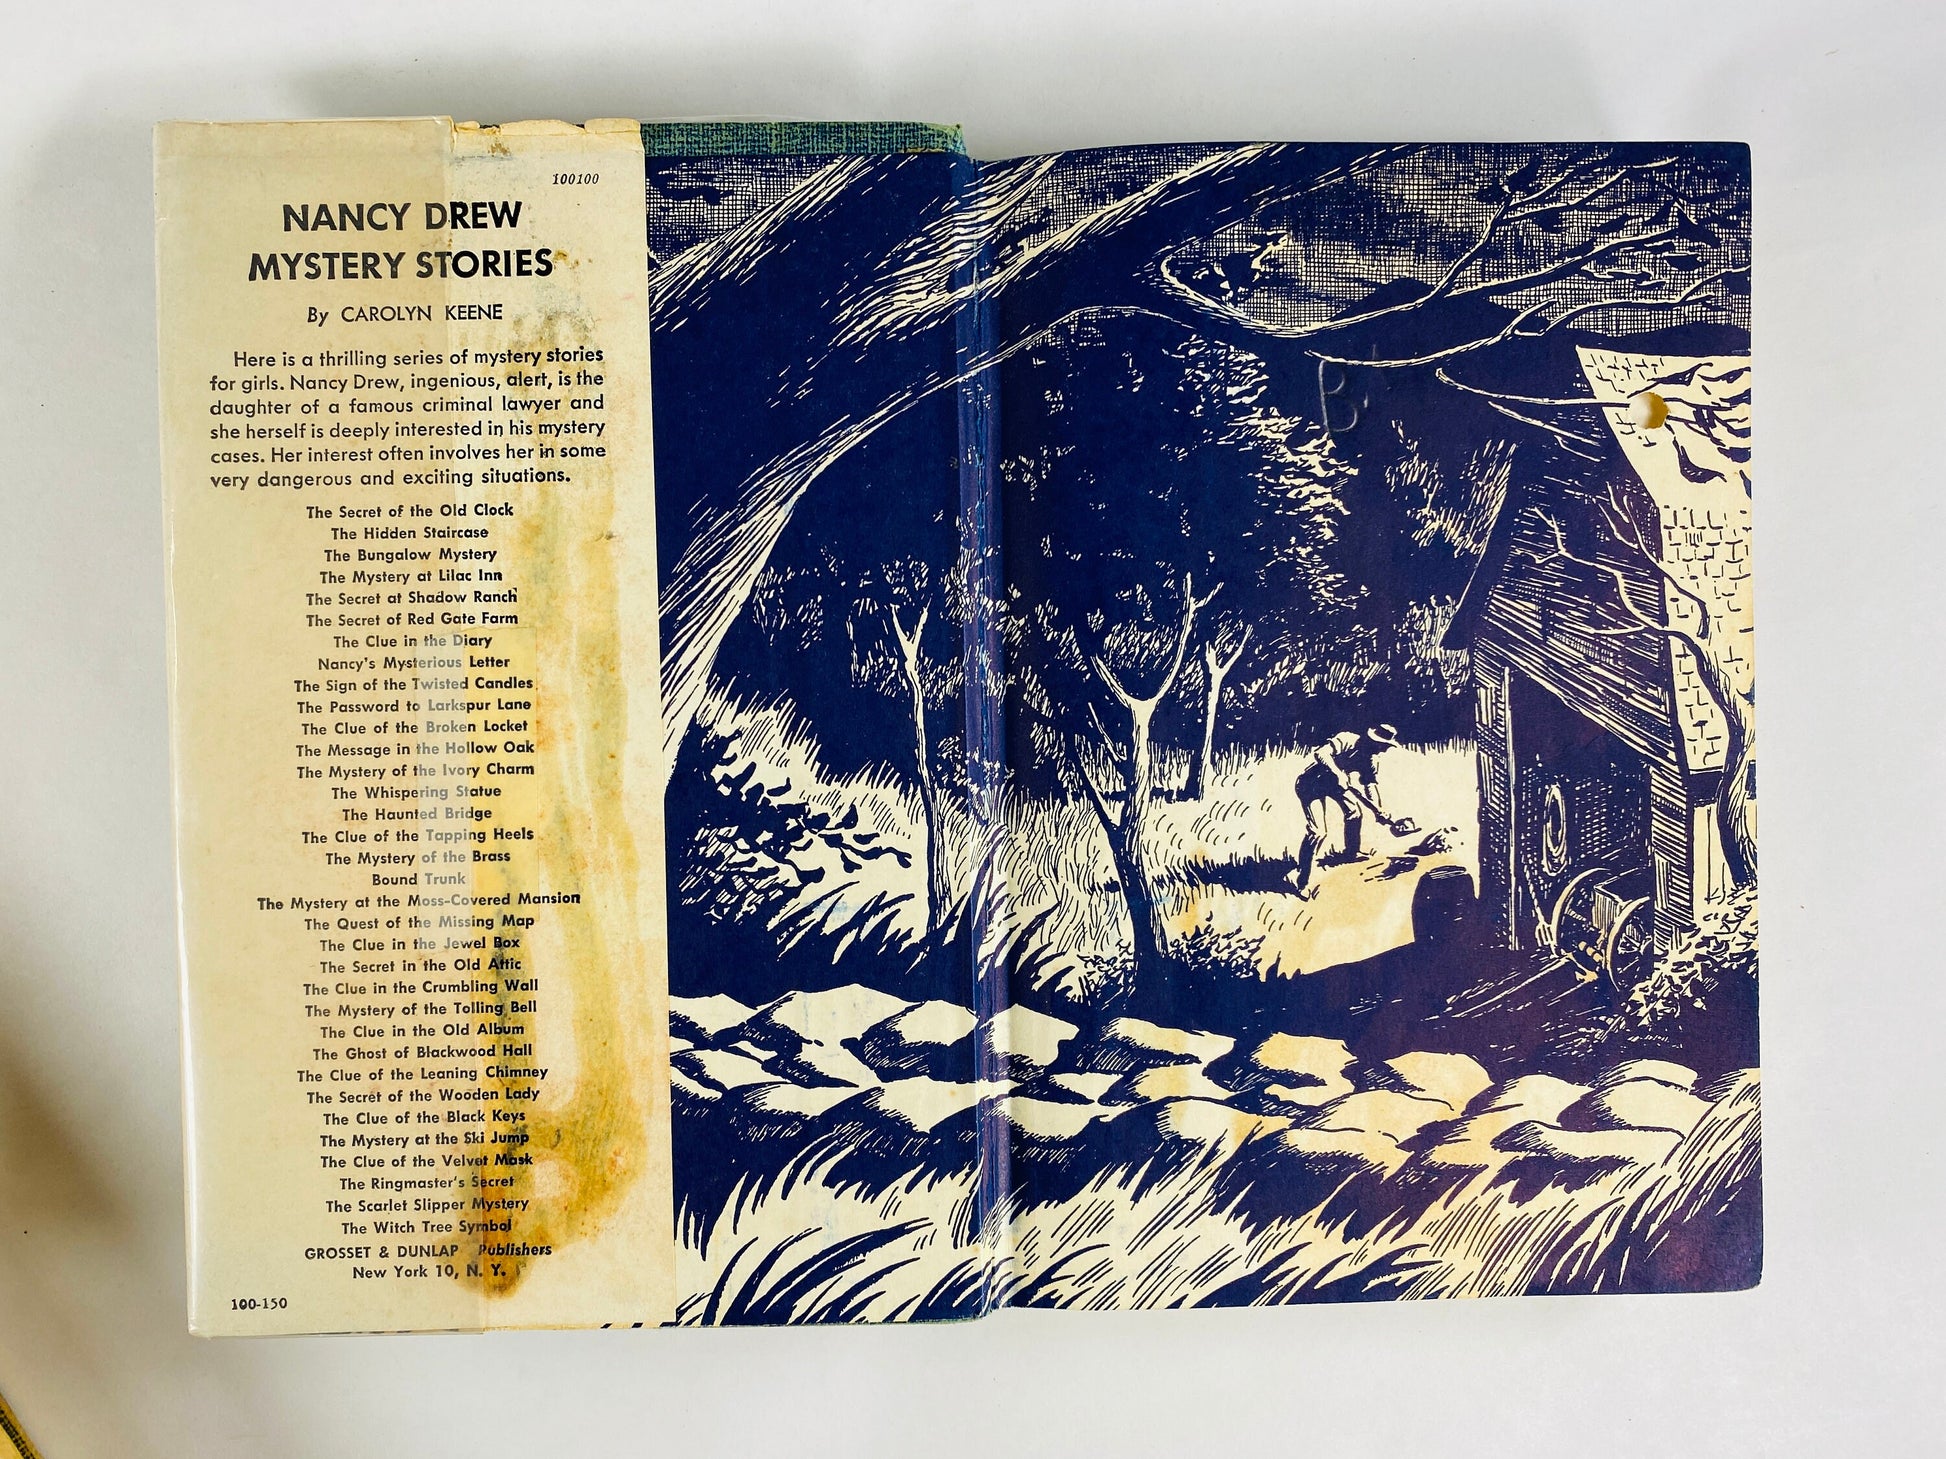 100100
NANCY DREW
MYSTERY STORIES
By CAROLYN KEENE
Here is a thrilling series of mystery stories
for girls. Nancy Drew, ingenious, alert, is the
daughter of a famous criminal lawyer and
she herself is deeply interested in his mystery
cases. Her interest often involves her in some
very dangerous and exciting situations.
The Secret of the Old Clock
The Hidden Staircase
The Bungalow Mystery
The Mystery at Lilac Inn
The Secret at Shadow Ranch
The Secret of Red Gate Farm
The Clue in the Diary
Nancy's Mysterious Letter
The Sign of the Twisted Candles
The Password to Larkspur Lane
The Clue of the Broken Locket
The Message in the Hollow Oak
The Mystery of the Ivory Charm
The Whispering Statue
The Haunted Bridge
The Clue of the Tapping Heels
The Mystery of the Brass
Bound Trunk
The Mystery at the Moss-Covered Mansion
The Quest of the Missing Map
The Clue in the Jewel Box
The Secret in the Old Attic
The Clue in the Crumbling Wall
The Mystery of the Tolling Bell
The Clue in the Old Album
The Ghost of Blackwood Hall
The Clue of the Leaning Chimney
The Secret of the Wooden Lady
The Clue of the Black Keys
The Mystery at the Ski Jump
The Clue of the Velvet Mask
The Ringmaster's Secret
The Scarlet Slipper Mystery
The Witch Tree Symbol
GROSSET & DUNLAP Publishers
New York 10, N. Y.
100-150